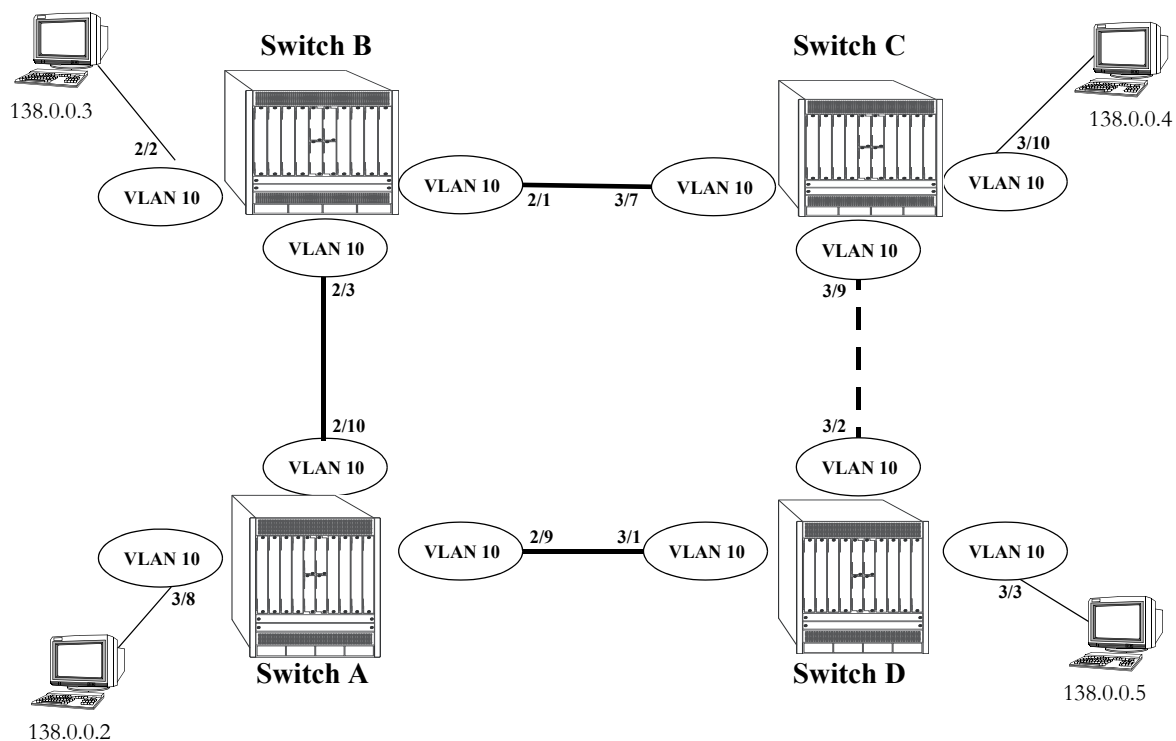 Switch B
Switch C
138.0.0.3
138.0.0.4
2/2
3/10
VLAN 10
VLAN 10
2/1
3/7
VLAN 10
VLAN 10
VLAN 10
VLAN 10
2/3
3/9
2/10
3/2
VLAN 10
VLAN 10
VLAN 10
VLAN 10
2/9
3/1
VLAN 10
VLAN 10
3/8
3/3
Switch A
Switch D
138.0.0.2
138.0.0.5